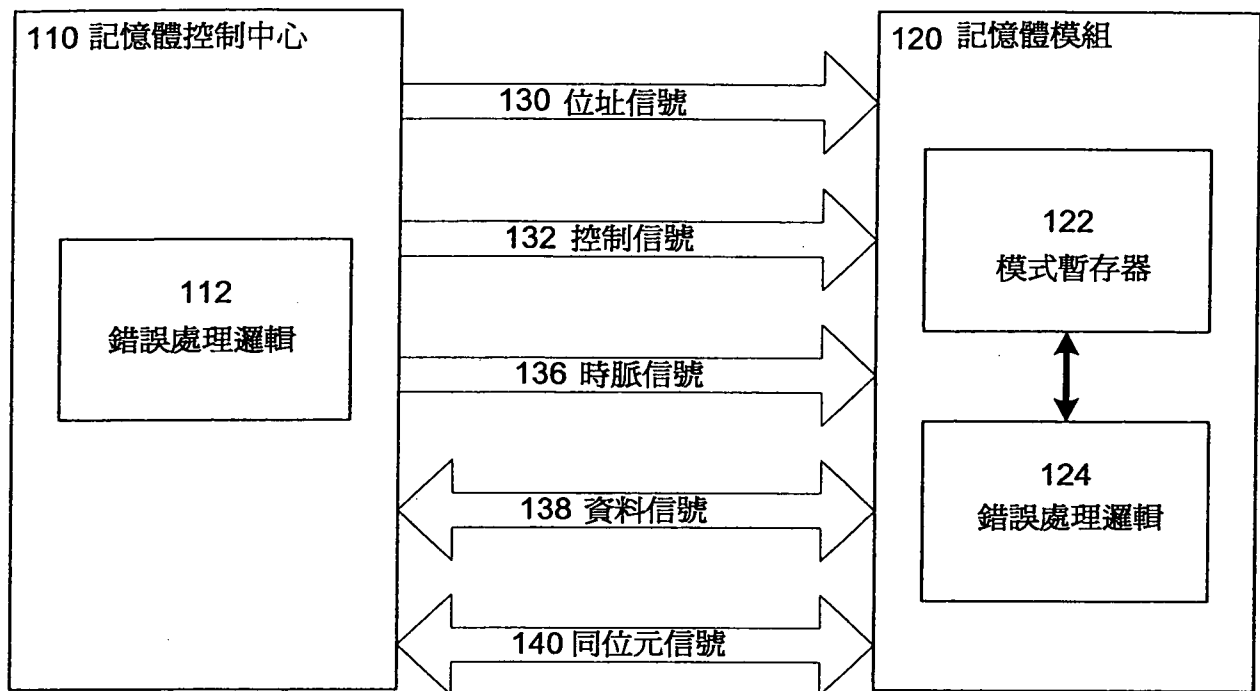 110 記憶體控制中心
112
錯誤處理邏輯
130 位址信號
132 控制信號
136 時脈信號
138 資料信號
140 同位元信號
120 記憶體模組
122
模式暫存器
124
錯誤處理邏輯